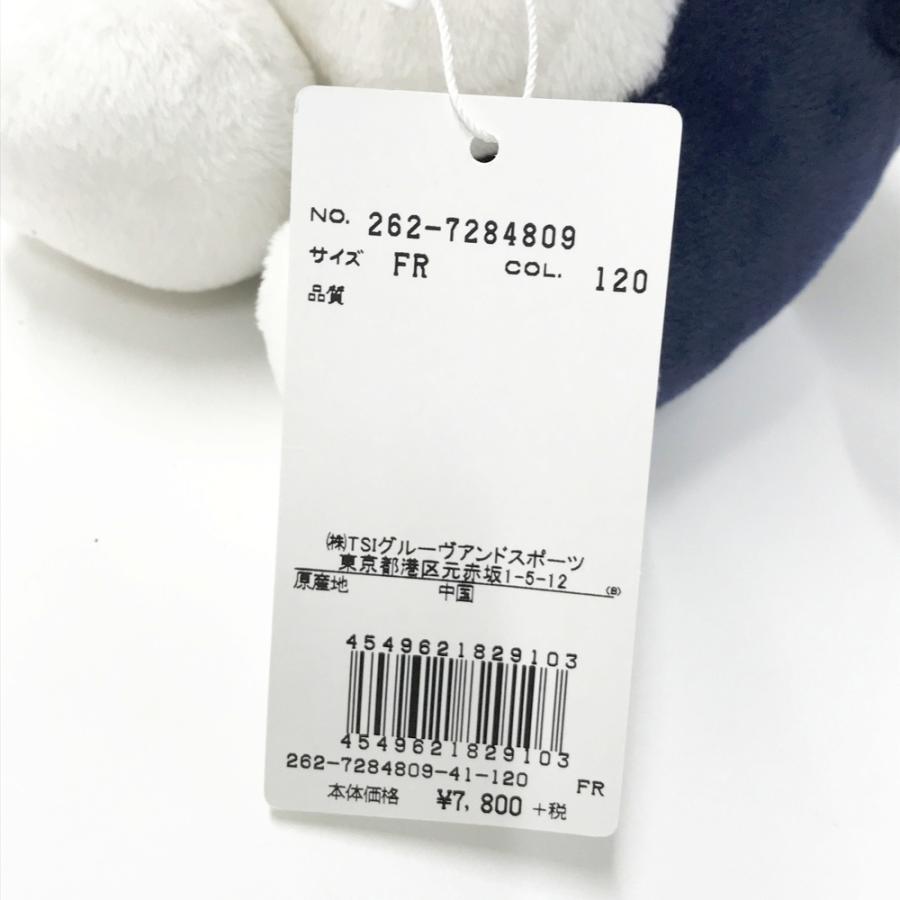 NO. 262-7284809
サイズ FR COL. 120
品質
㈱TSIグルーヴアンドスポーツ
東京都港区元赤坂1-5-12
(B)
原産地 中国
4549621829103
4549621829103
262-7284809-41-120 FR
本体価格 ¥7,800 +税